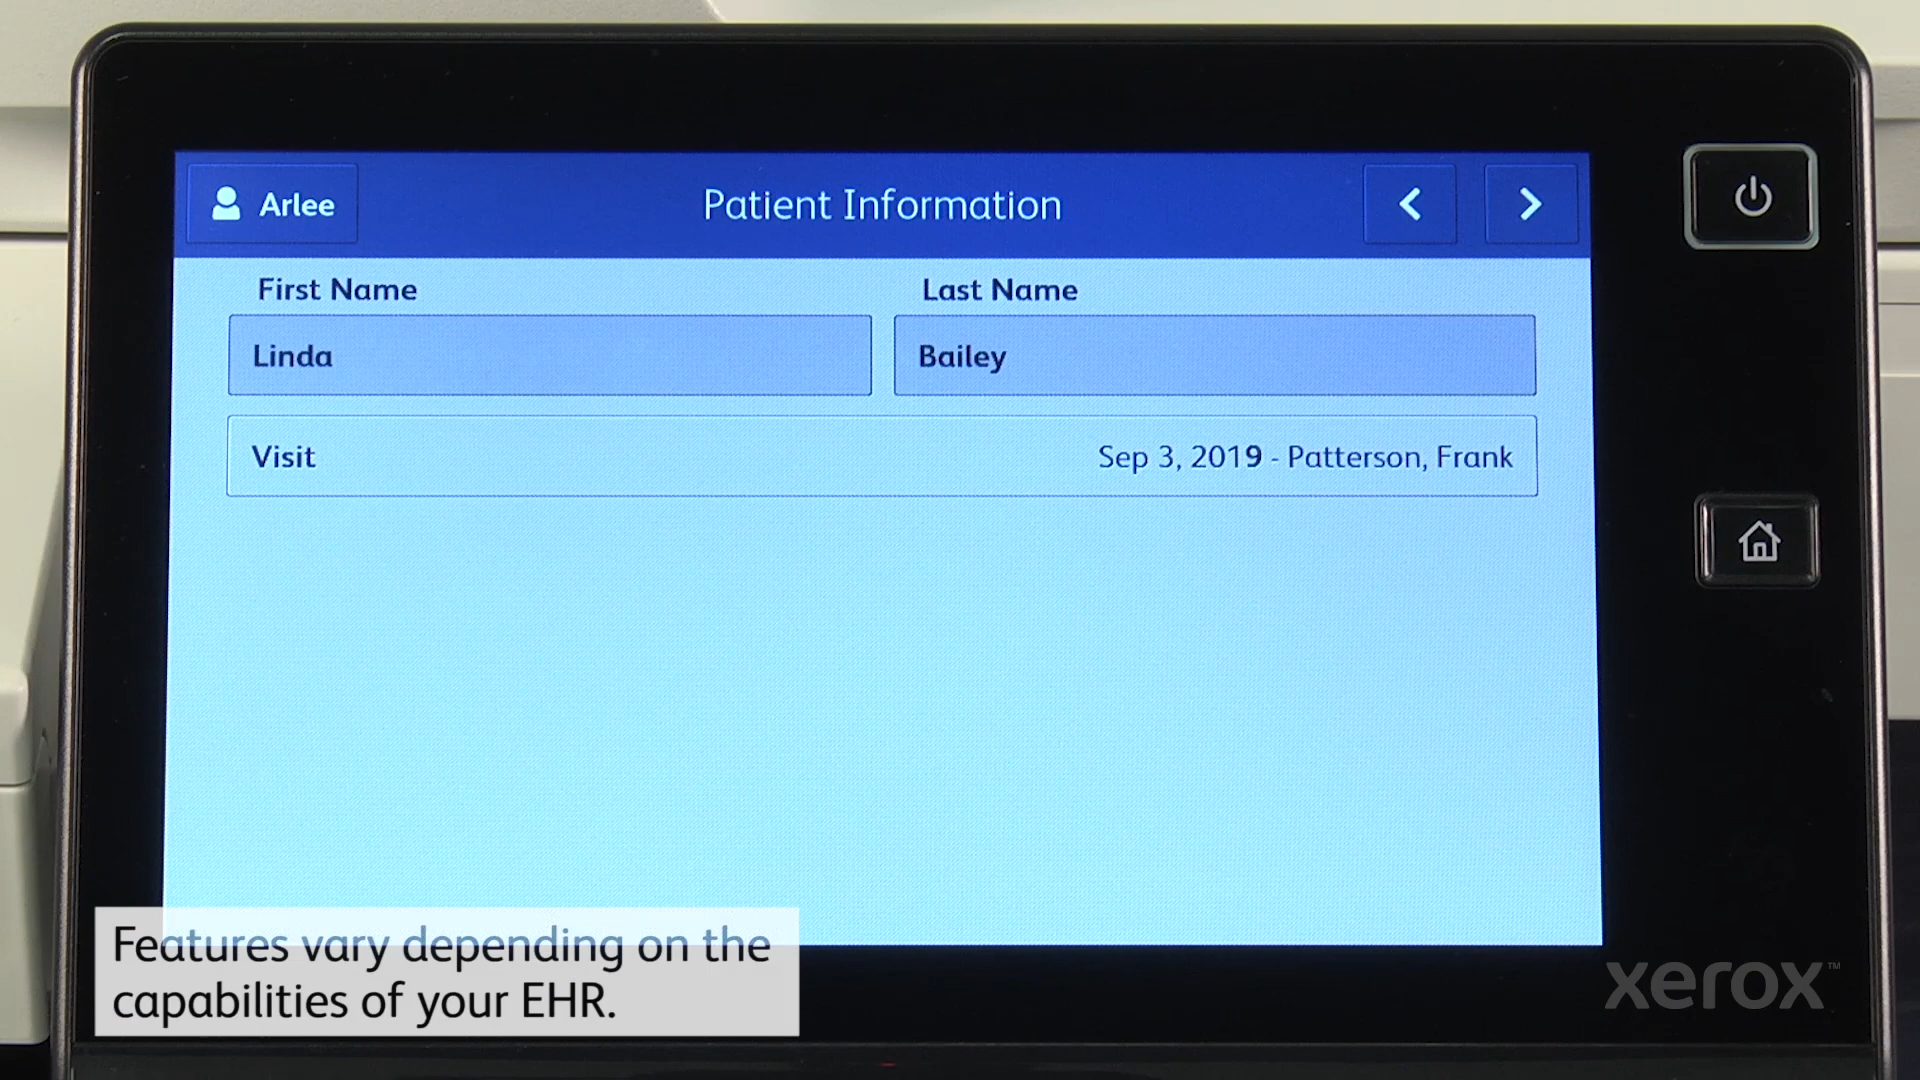 Arlee
Patient Information
First Name
Last Name
Linda
Bailey
Visit
Sep 3, 2019 - Patterson, Frank
Features vary depending on the
capabilities of your EHR.
xerox™